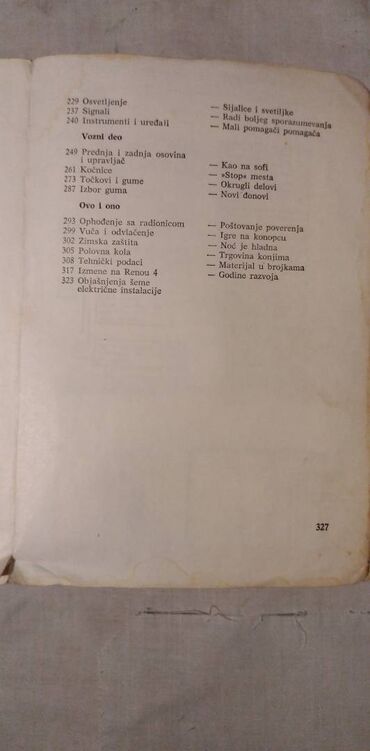 229 Osvetljenje — Sijalice i svetiljke
237 Signali — Radi boljeg sporazumevanja
240 Instrumenti i uređaji — Mali pomagači pomagača
Vozni deo
249 Prednja i zadnja osovina
i upravljač — Kao na sofi
261 Kočnice — »Stop« mesta
273 Točkovi i gume — Okrugli delovi
287 Izbor guma — Novi đonovi
Ovo i ono
293 Ophođenje sa radionicom — Poštovanje poverenja
299 Vuča i odvlačenje — Igre na konopcu
302 Zimska zaštita — Noć je hladna
305 Polovna kola — Trgovina konjima
308 Tehnički podaci — Materijal u brojkama
317 Izmene na Renou 4 — Godine razvoja
323 Objašnjenja šeme
električne instalacije
327